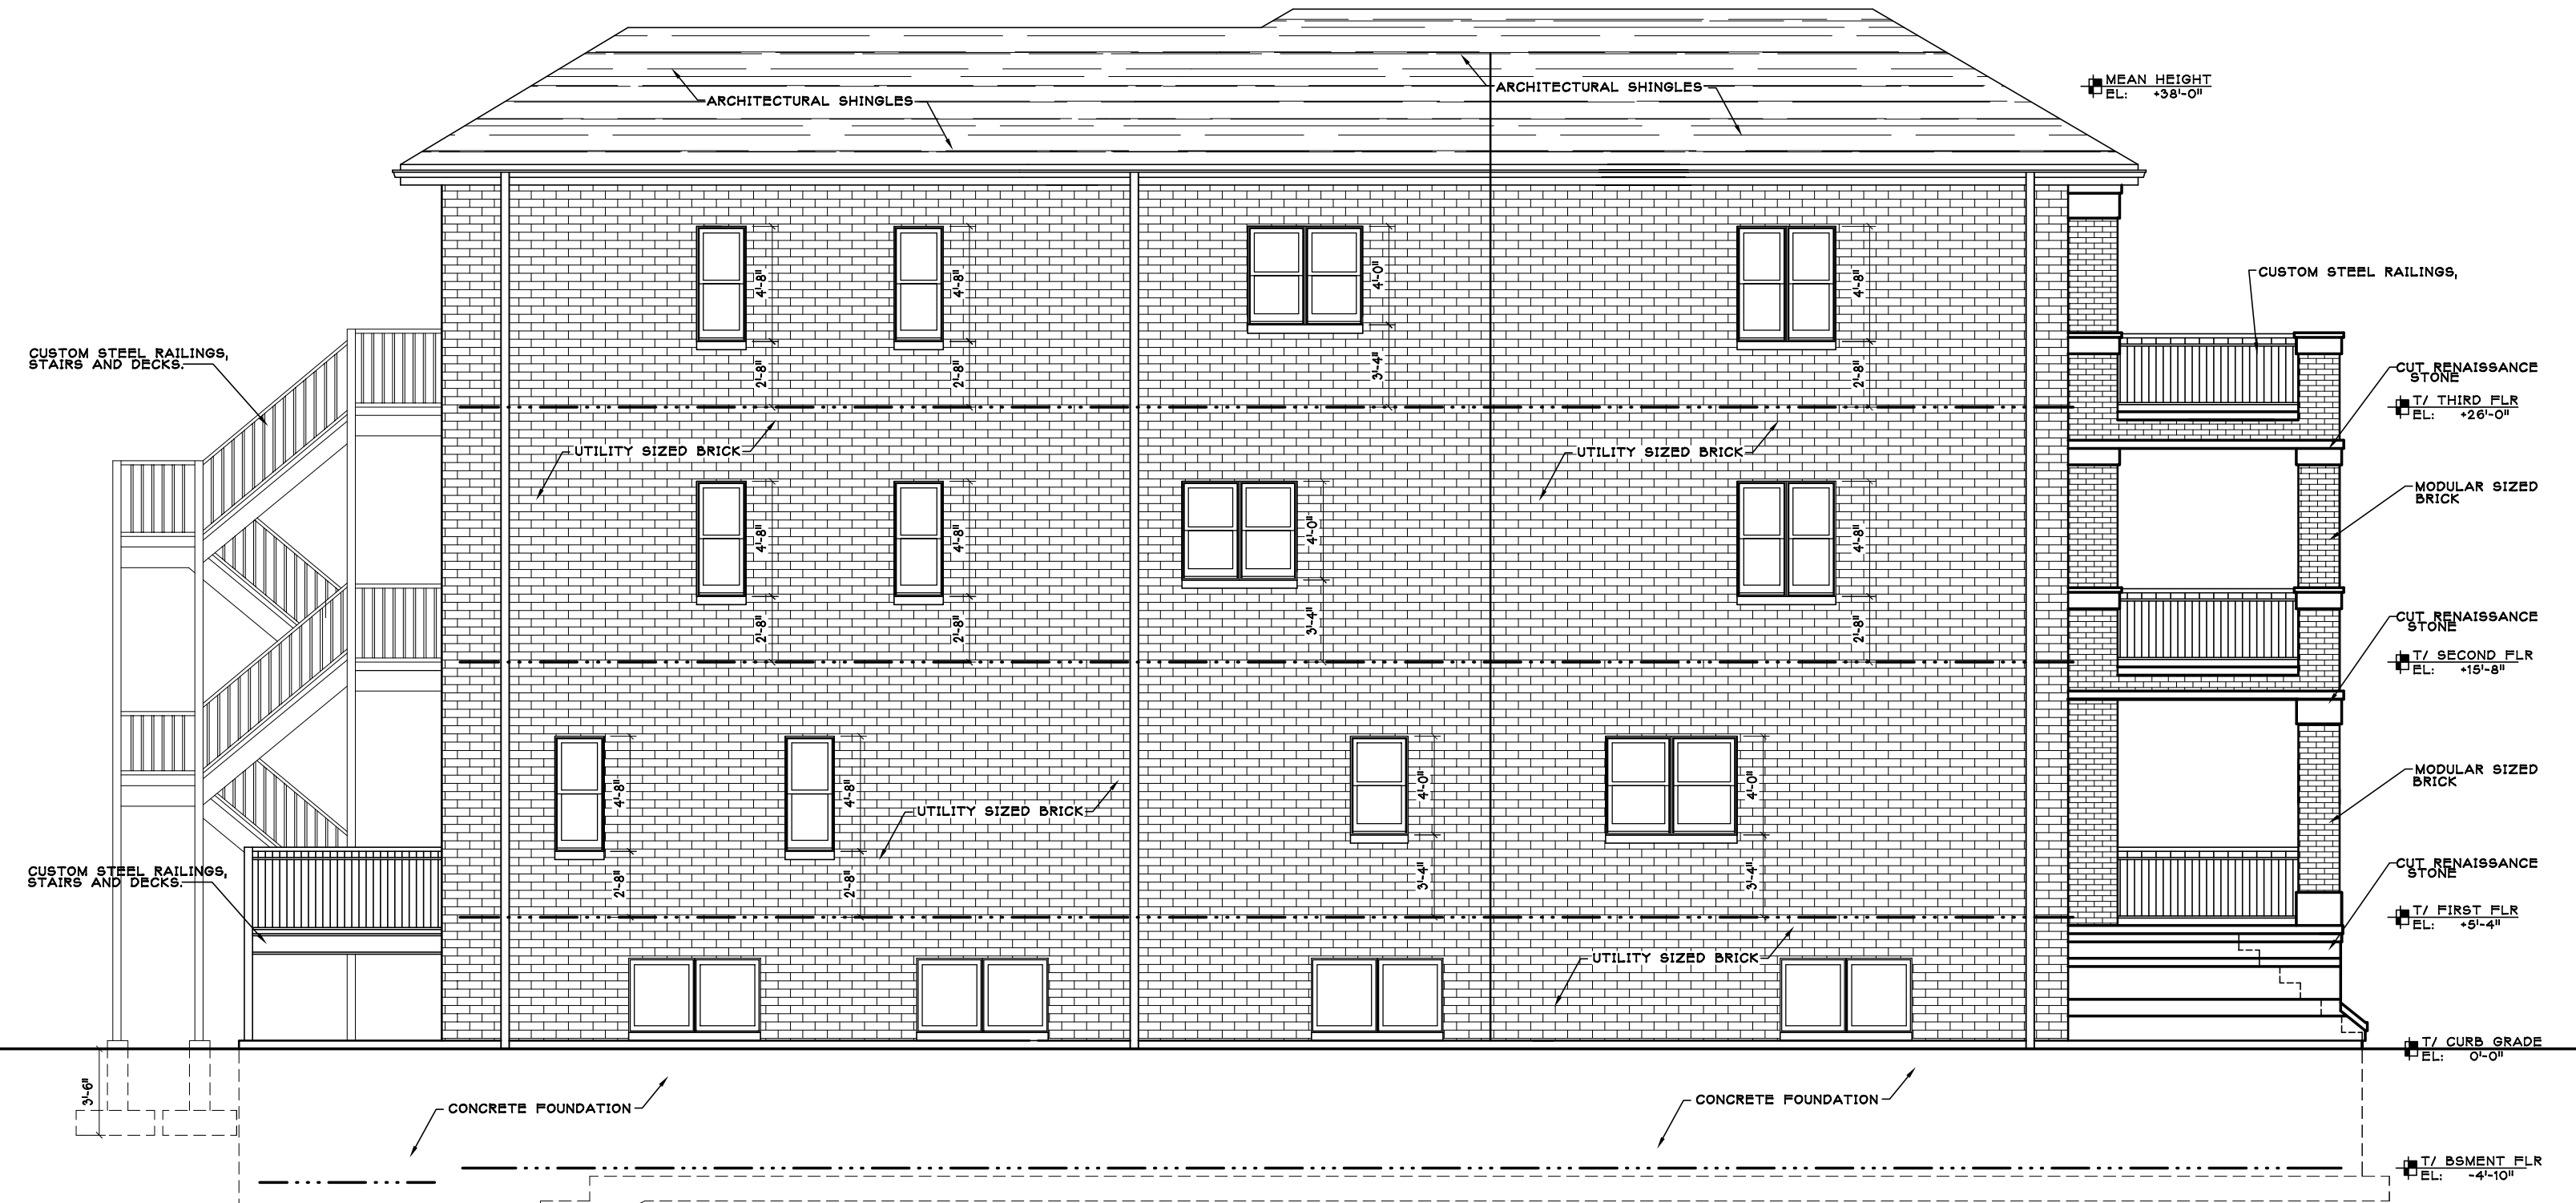 MEAN HEIGHT
EL: +38'-0"
ARCHITECTURAL SHINGLES
ARCHITECTURAL SHINGLES
4'-8"
4'-8"
4'-0"
4'-8"
CUSTOM STEEL RAILINGS,
CUSTOM STEEL RAILINGS,
STAIRS AND DECKS.
2'-8"
2'-8"
3'-4"
2'-8"
CUT RENAISSANCE
STONE
T/ THIRD FLR
EL: +26'-0"
UTILITY SIZED BRICK
UTILITY SIZED BRICK
MODULAR SIZED
BRICK
4'-8"
4'-8"
4'-0"
4'-8"
2'-8"
2'-8"
3'-4"
2'-8"
CUT RENAISSANCE
STONE
T/ SECOND FLR
EL: +15'-8"
MODULAR SIZED
BRICK
4'-8"
4'-8"
4'-0"
4'-0"
UTILITY SIZED BRICK
CUSTOM STEEL RAILINGS,
STAIRS AND DECKS.
2'-8"
2'-8"
3'-4"
3'-4"
CUT RENAISSANCE
STONE
T/ FIRST FLR
EL: +5'-4"
UTILITY SIZED BRICK
T/ CURB GRADE
EL: 0'-0"
3'-6"
CONCRETE FOUNDATION
CONCRETE FOUNDATION
T/ BSMENT FLR
EL: -4'-10"